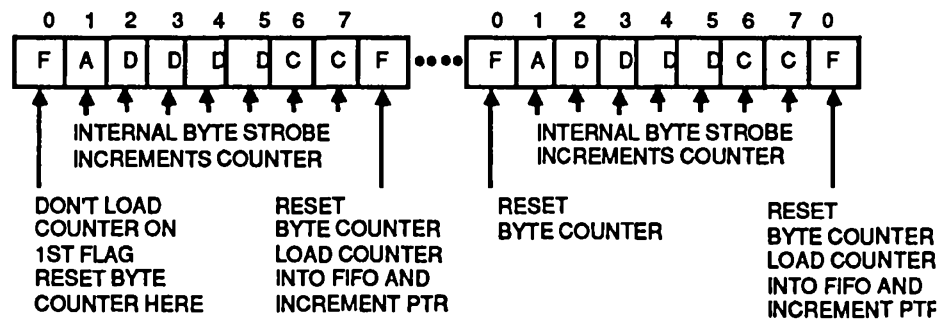 0 1 2 3 4 5 6 7 0 1 2 3 4 5 6 7 0
F A D D D D C C F F A D D D D C C F
INTERNAL BYTE STROBE
INCREMENTS COUNTER
INTERNAL BYTE STROBE
INCREMENTS COUNTER
DON'T LOAD
COUNTER ON
1ST FLAG
RESET BYTE
COUNTER HERE
RESET
BYTE COUNTER
LOAD COUNTER
INTO FIFO AND
INCREMENT PTR
RESET
BYTE COUNTER
RESET
BYTE COUNTER
LOAD COUNTER
INTO FIFO AND
INCREMENT PTR